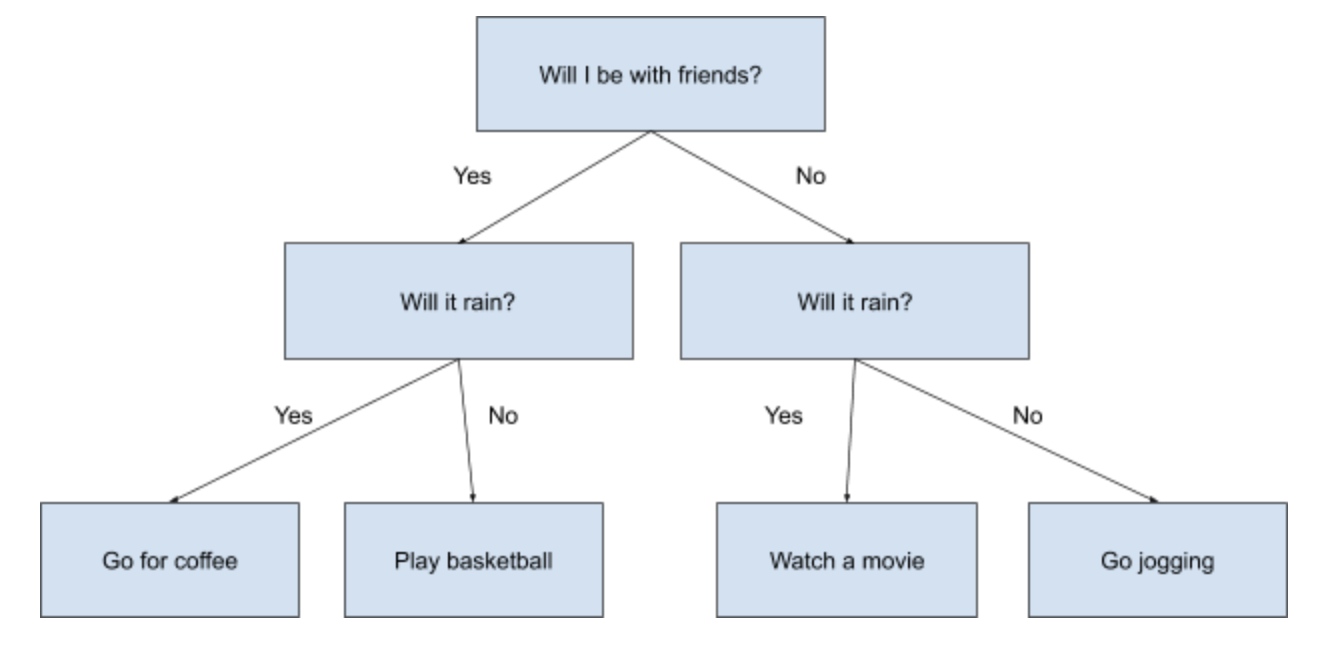 Will I be with friends?
Yes
No
Will it rain?
Will it rain?
Yes
No
Yes
No
Go for coffee
Play basketball
Watch a movie
Go jogging